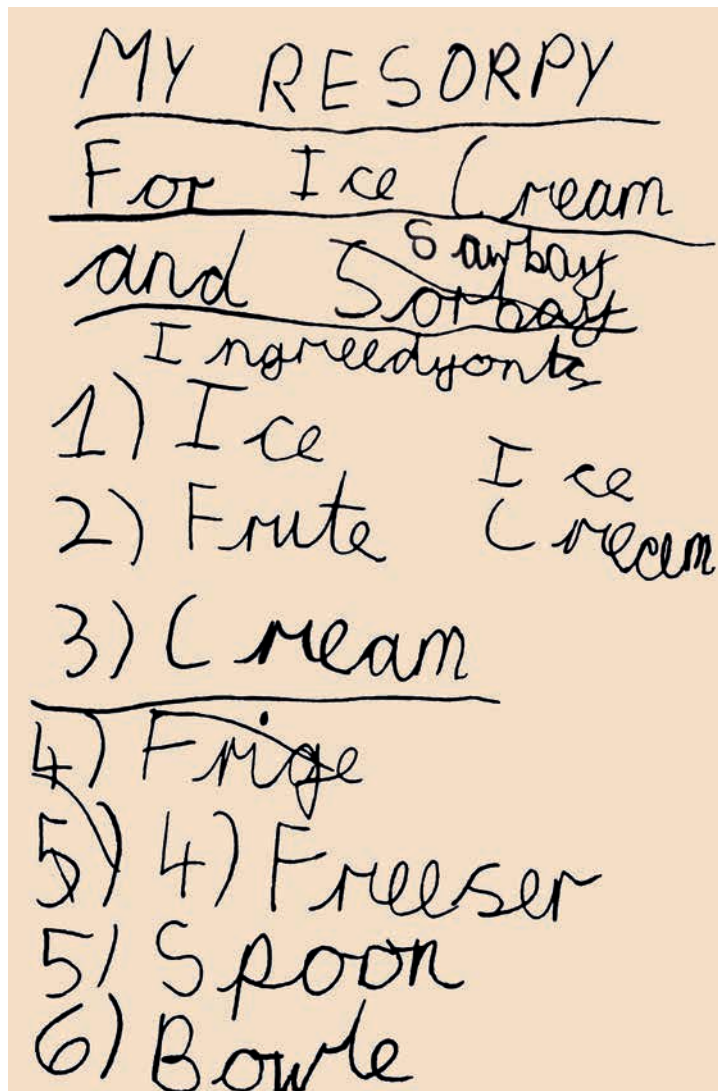 MY RESORPY
For Ice Cream
Sawbay
and Sorbay
Ingreedyonts
1) Ice
2) Frute
Ice
Cream
3) Cream
4) Frige
5) 4) Freeser
5) Spoon
6) Bowle